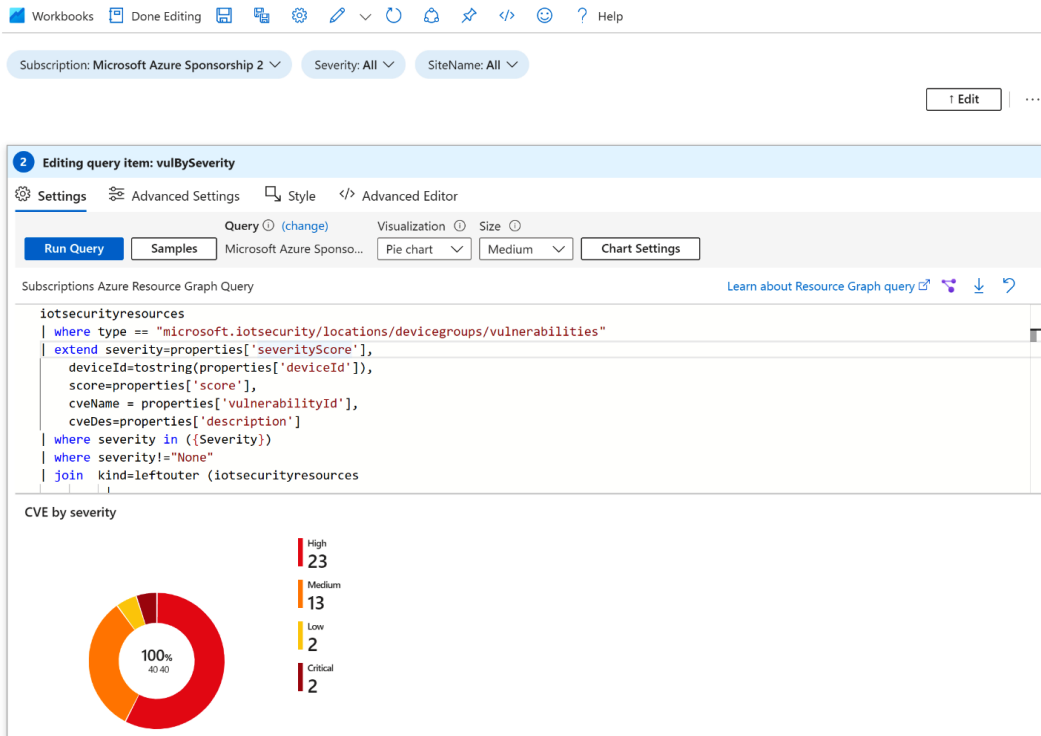 Workbooks Done Editing Help
Subscription: Microsoft Azure Sponsorship 2 Severity: All SiteName: All
↑ Edit
2 Editing query item: vulBySeverity
Settings Advanced Settings Style Advanced Editor
Query (change) Visualization Size
Run Query Samples Microsoft Azure Sponso... Pie chart Medium Chart Settings
Subscriptions Azure Resource Graph Query Learn about Resource Graph query
iotsecurityresources
| where type == "microsoft.iotsecurity/locations/devicegroups/vulnerabilities"
| extend severity=properties['severityScore'],
deviceId=tostring(properties['deviceId']),
score=properties['score'],
cveName = properties['vulnerabilityId'],
cveDes=properties['description']
| where severity in ({Severity})
| where severity!="None"
| join  kind=leftouter (iotsecurityresources
CVE by severity
High
23
Medium
13
Low
2
Critical
2
100%
40 40